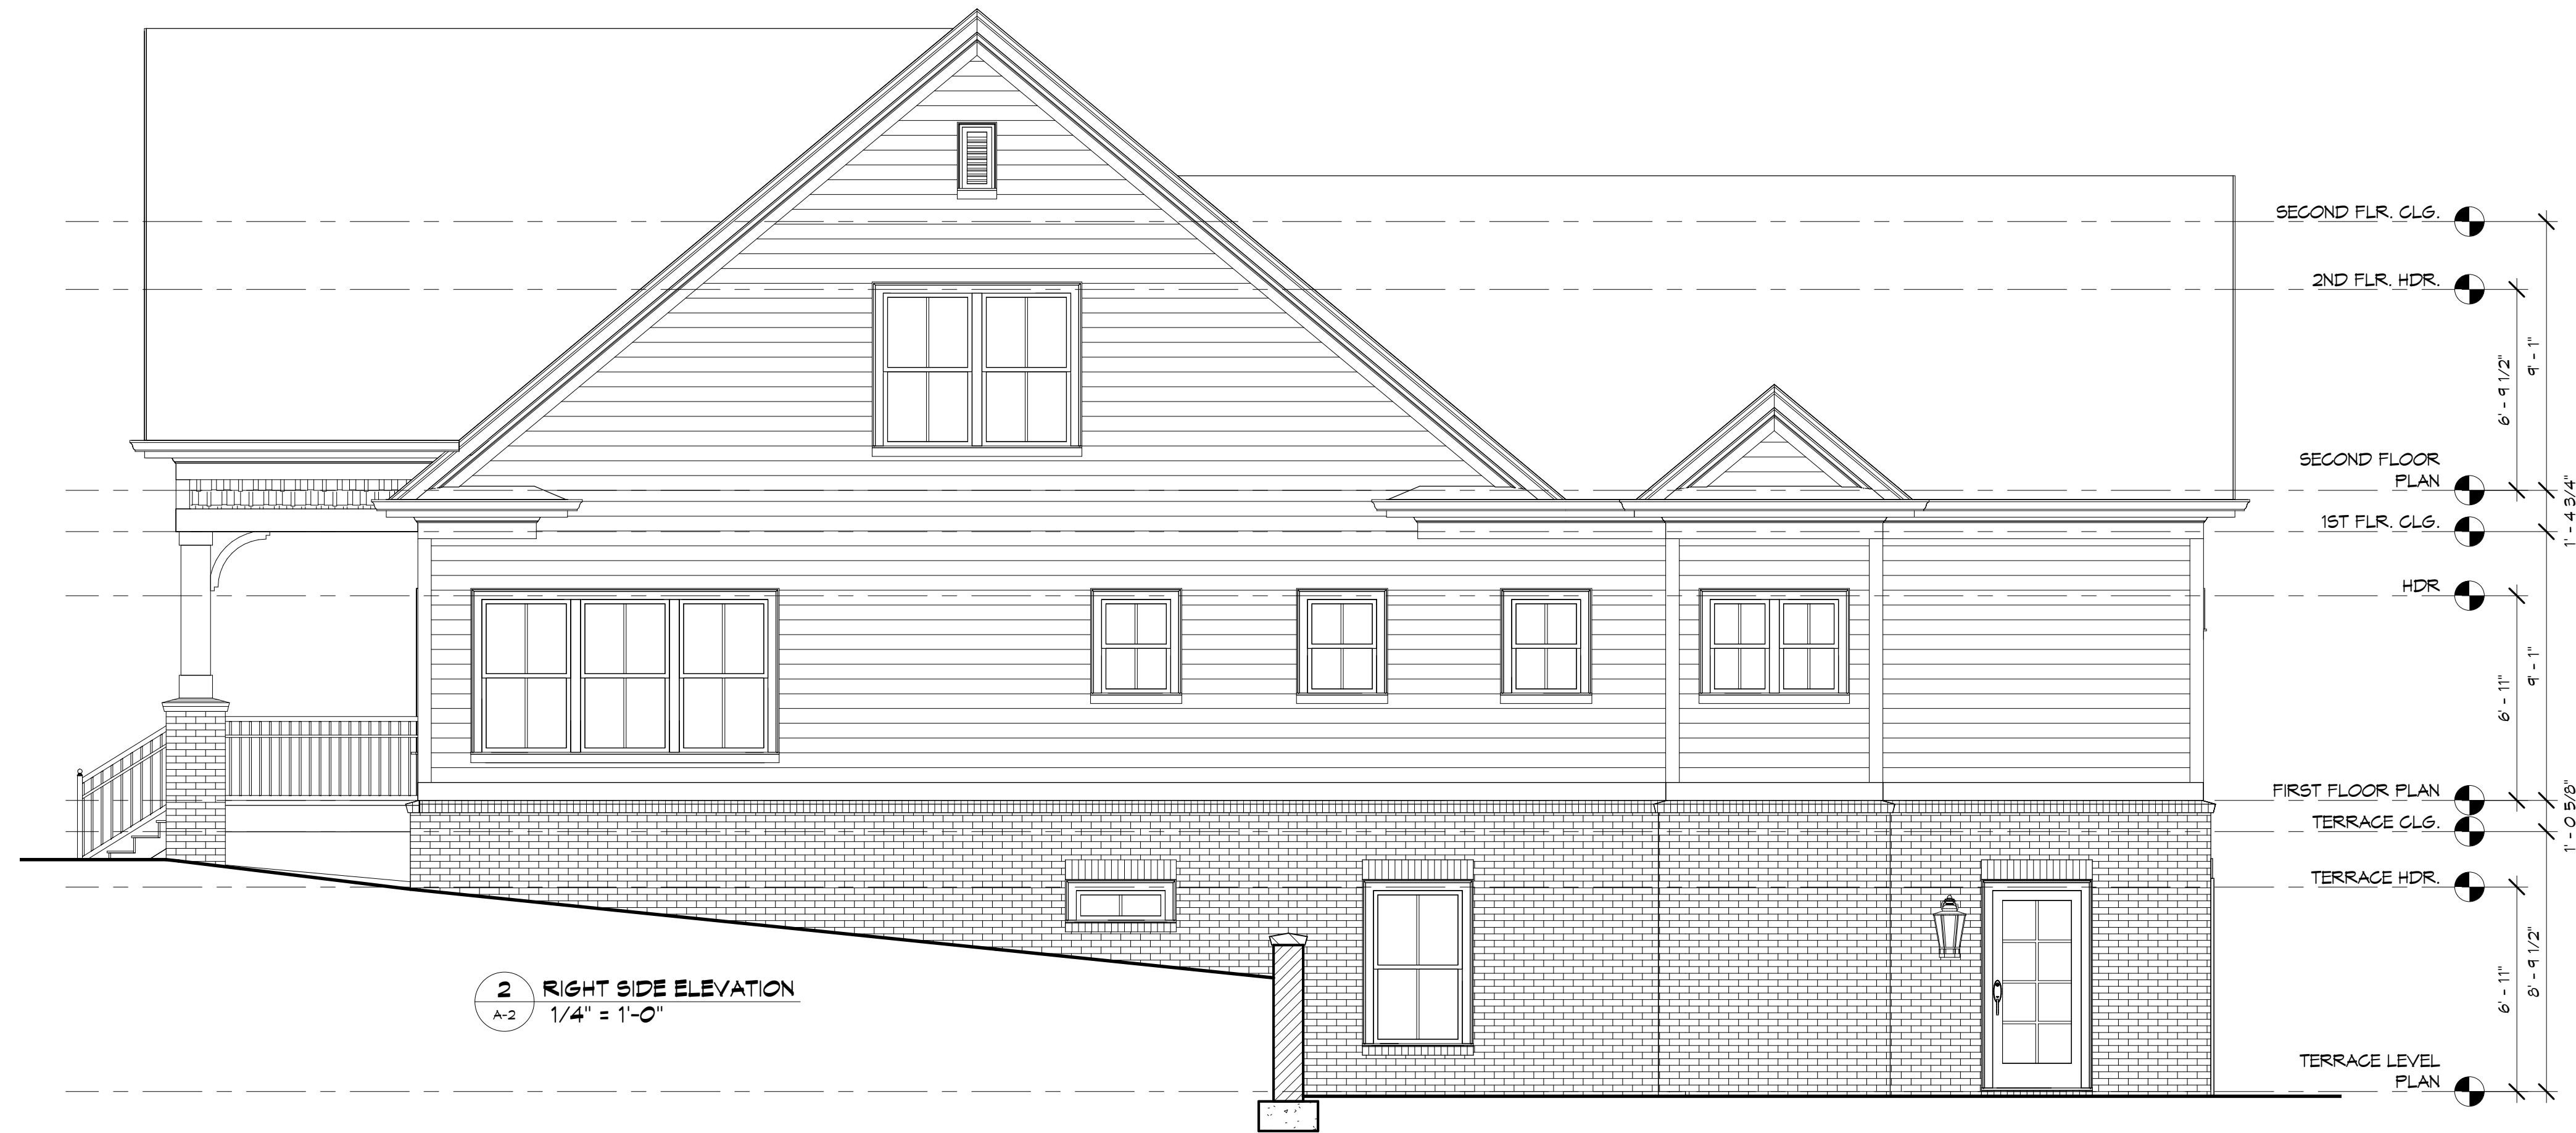 SECOND FLR. CLG.
2ND FLR. HDR.
9' - 1"
6' - 9 1/2"
SECOND FLOOR
PLAN
1' - 4 3/4"
1ST FLR. CLG.
HDR
9' - 1"
6' - 11"
FIRST FLOOR PLAN
1' - 0 5/8"
TERRACE CLG.
TERRACE HDR.
8' - 9 1/2"
6' - 11"
TERRACE LEVEL
PLAN
2 RIGHT SIDE ELEVATION
A-2 1/4" = 1'-0"